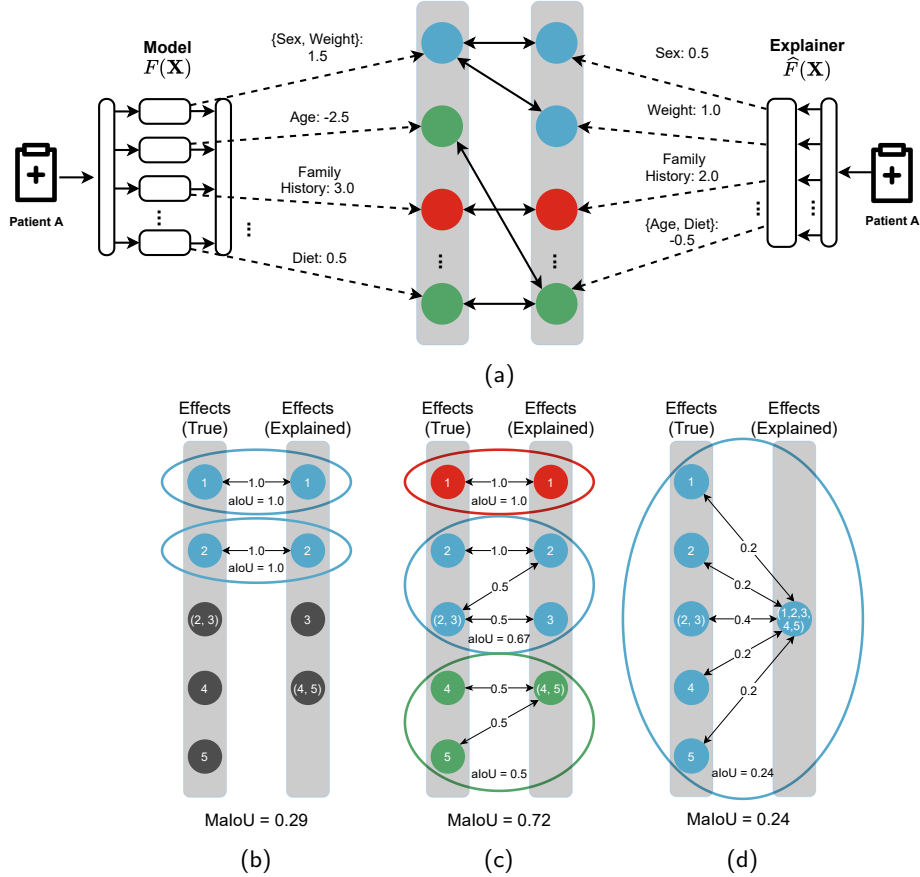 Model
F(X)
{Sex, Weight}:
1.5
Age: -2.5
Family
History: 3.0
Diet: 0.5
Patient A
...
...
...
...
Sex: 0.5
Weight: 1.0
Family
History: 2.0
{Age, Diet}:
-0.5
Explainer
F̂(X)
...
...
Patient A
(a)
Effects
(True)
Effects
(Explained)
1
1.0
1
aIoU = 1.0
2
1.0
2
aIoU = 1.0
(2, 3)
3
4
(4, 5)
5
MaIoU = 0.29
(b)
Effects
(True)
Effects
(Explained)
1
1.0
1
aIoU = 1.0
2
1.0
2
0.5
(2, 3)
0.5
3
aIoU = 0.67
4
0.5
(4, 5)
0.5
5
aIoU = 0.5
MaIoU = 0.72
(c)
Effects
(True)
Effects
(Explained)
1
0.2
2
0.2
(2, 3)
0.4
(1,2,3,
4,5)
0.2
4
0.2
5
aIoU = 0.24
MaIoU = 0.24
(d)